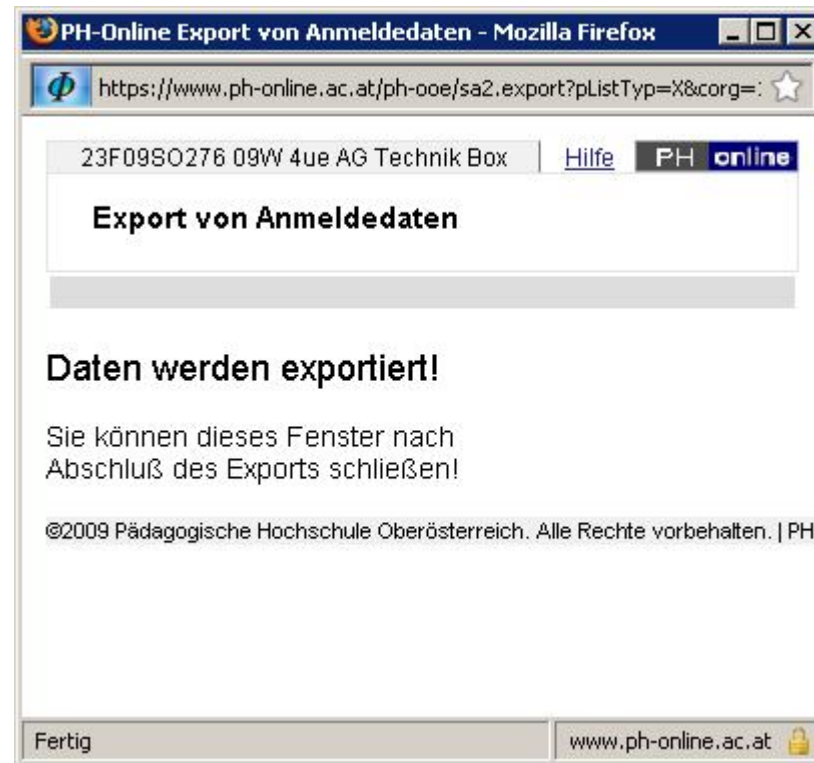 PH-Online Export von Anmeldedaten - Mozilla Firefox
https://www.ph-online.ac.at/ph-ooe/sa2.export?pListTyp=X&corg=:
23F09SO276 09W 4ue AG Technik Box Hilfe PH online
Export von Anmeldedaten
Daten werden exportiert!
Sie können dieses Fenster nach
Abschluß des Exports schließen!
©2009 Pädagogische Hochschule Oberösterreich. Alle Rechte vorbehalten. | PH
Fertig www.ph-online.ac.at